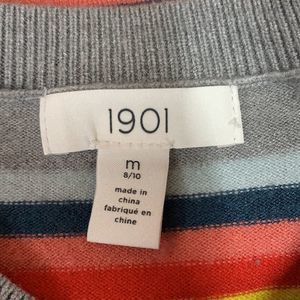 1901
m
8/10
made in
china
fabriqué en
chine